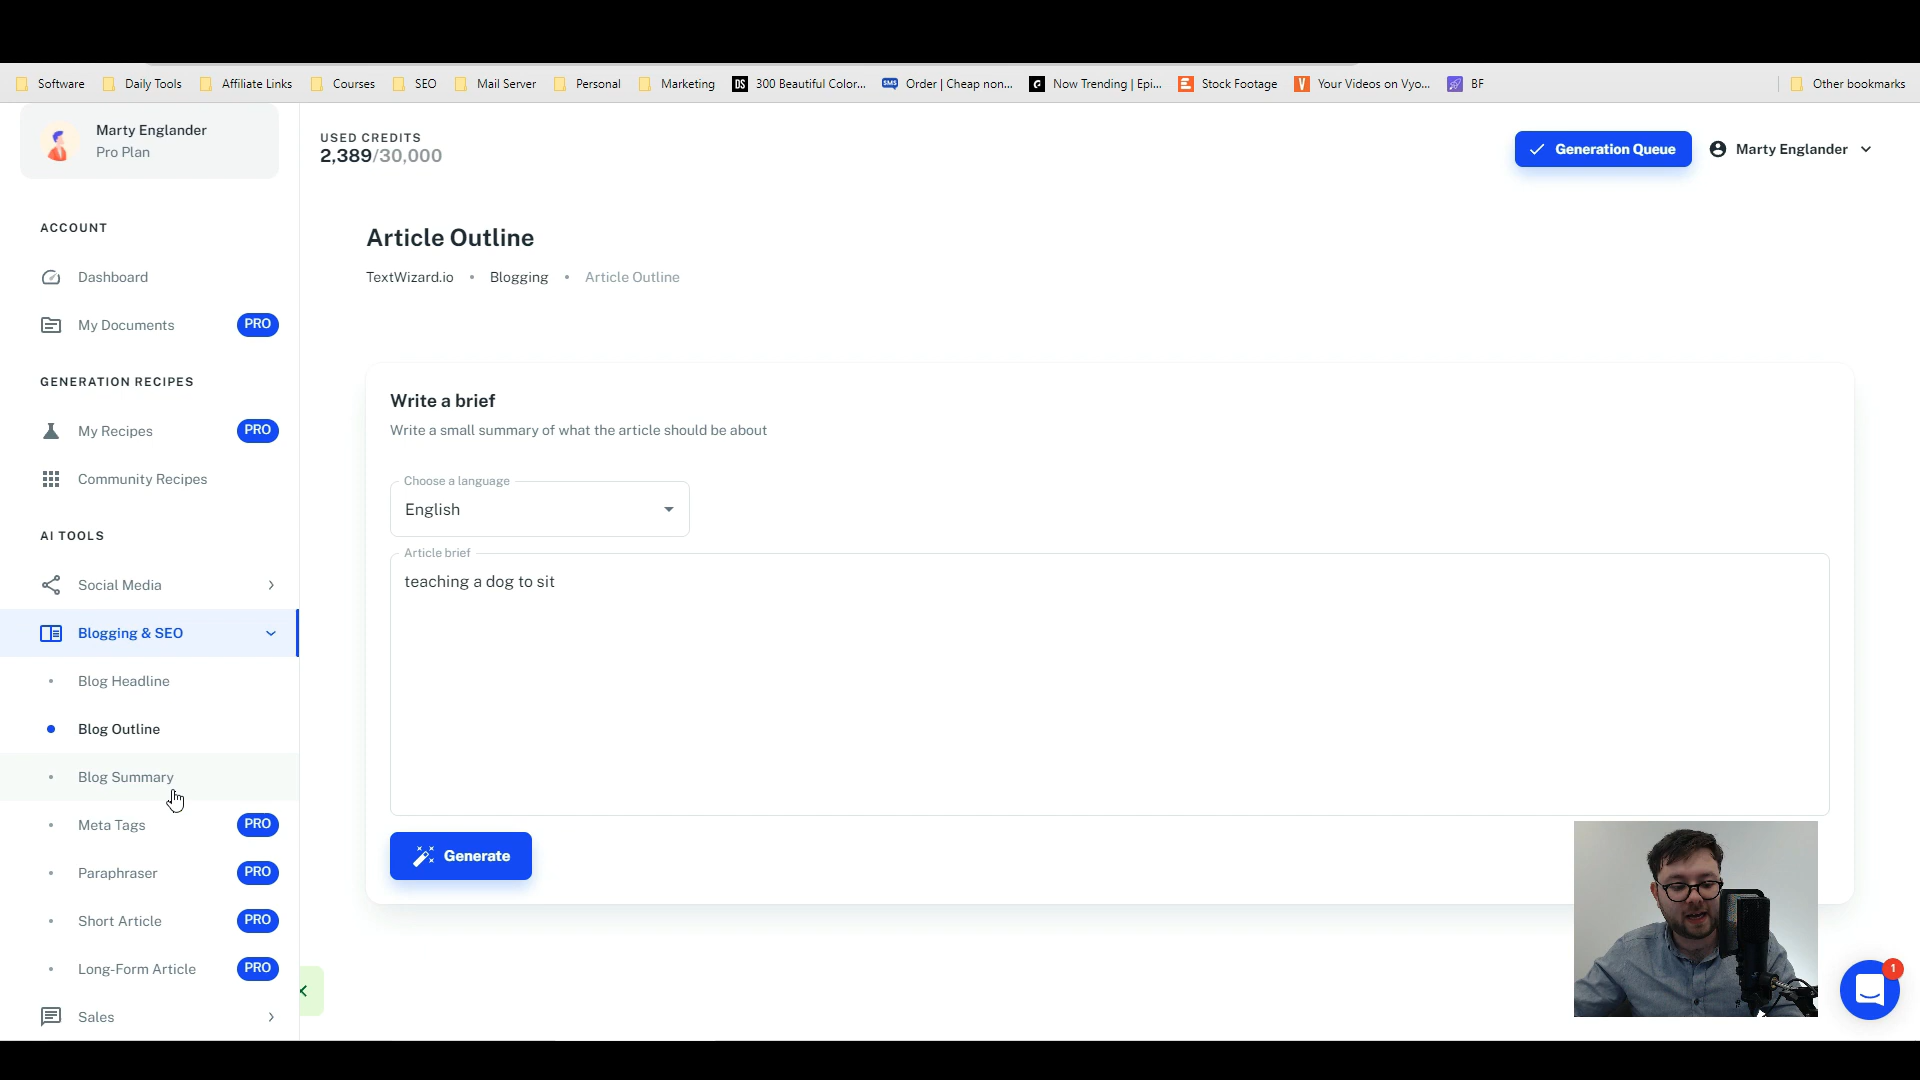 Software
Daily Tools
Affiliate Links
Courses
SEO
Mail Server
Personal
Marketing
DS
300 Beautiful Color...
SMS
Order | Cheap non...
Now Trending | Epi...
Stock Footage
V
Your Videos on Vyo...
BF
Other bookmarks
Marty Englander
Pro Plan
ACCOUNT
Dashboard
My Documents
PRO
GENERATION RECIPES
My Recipes
PRO
Community Recipes
AI TOOLS
Social Media
Blogging & SEO
Blog Headline
Blog Outline
Blog Summary
Meta Tags
PRO
Paraphraser
PRO
Short Article
PRO
Long-Form Article
PRO
Sales
USED CREDITS
2,389/30,000
Generation Queue
Marty Englander
Article Outline
TextWizard.io • Blogging • Article Outline
Write a brief
Write a small summary of what the article should be about
Choose a language
English
Article brief
teaching a dog to sit
Generate
1